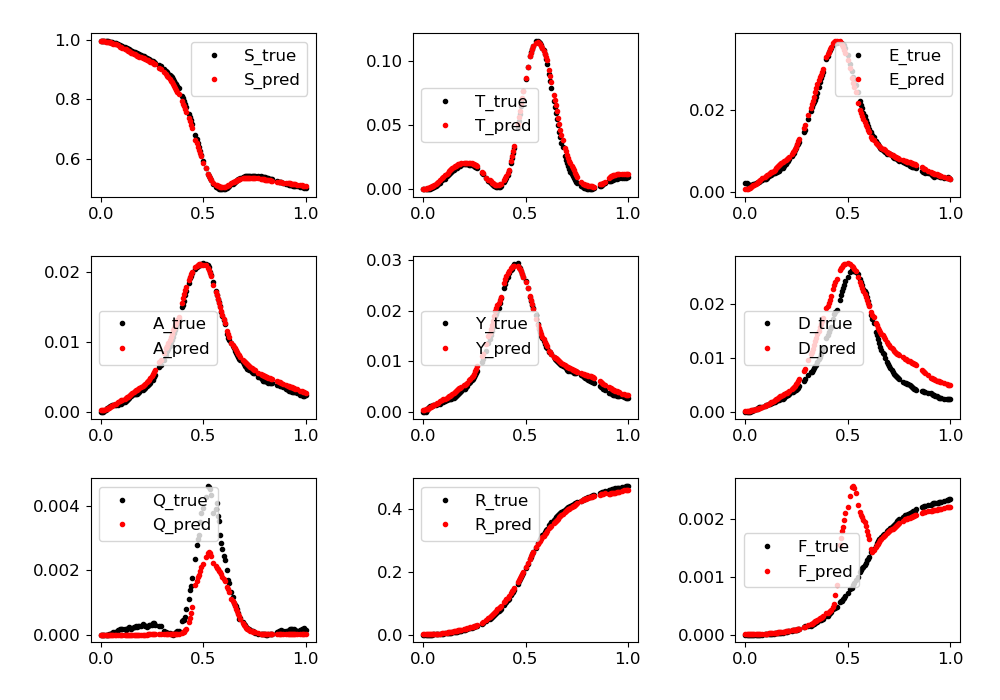 1.0
0.8
0.6
0.0 0.5 1.0
S_true
S_pred
0.10
0.05
0.00
0.0 0.5 1.0
T_true
T_pred
0.02
0.00
0.0 0.5 1.0
E_true
E_pred
0.02
0.01
0.00
0.0 0.5 1.0
A_true
A_pred
0.03
0.02
0.01
0.00
0.0 0.5 1.0
Y_true
Y_pred
0.02
0.01
0.00
0.0 0.5 1.0
D_true
D_pred
0.004
0.002
0.000
0.0 0.5 1.0
Q_true
Q_pred
0.4
0.2
0.0
0.0 0.5 1.0
R_true
R_pred
0.002
0.001
0.000
0.0 0.5 1.0
F_true
F_pred